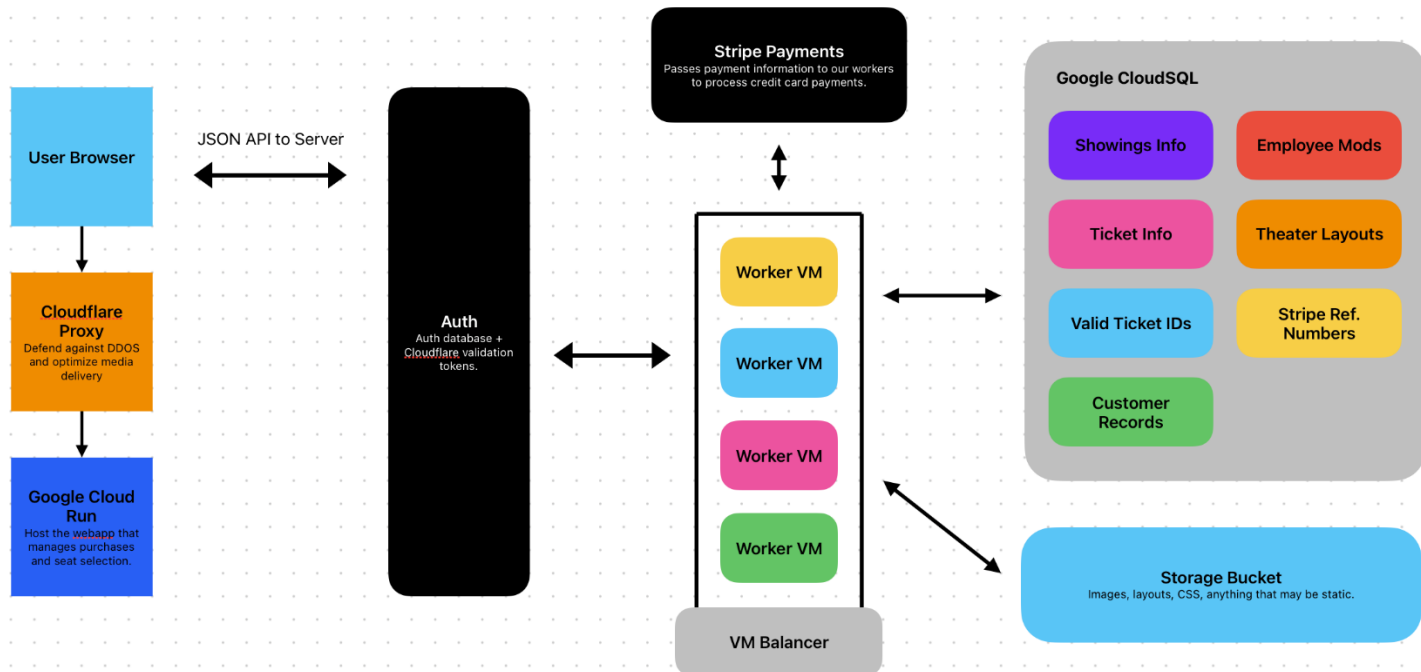 User Browser
Cloudflare
Proxy
Defend against DDOS
and optimize media
delivery
Google Cloud
Run
Host the webapp that
manages purchases
and seat selection.
JSON API to Server
Auth
Auth database +
Cloudflare validation
tokens.
Stripe Payments
Passes payment information to our workers
to process credit card payments.
Worker VM
Worker VM
Worker VM
Worker VM
VM Balancer
Google CloudSQL
Showings Info
Employee Mods
Ticket Info
Theater Layouts
Valid Ticket IDs
Stripe Ref.
Numbers
Customer
Records
Storage Bucket
Images, layouts, CSS, anything that may be static.